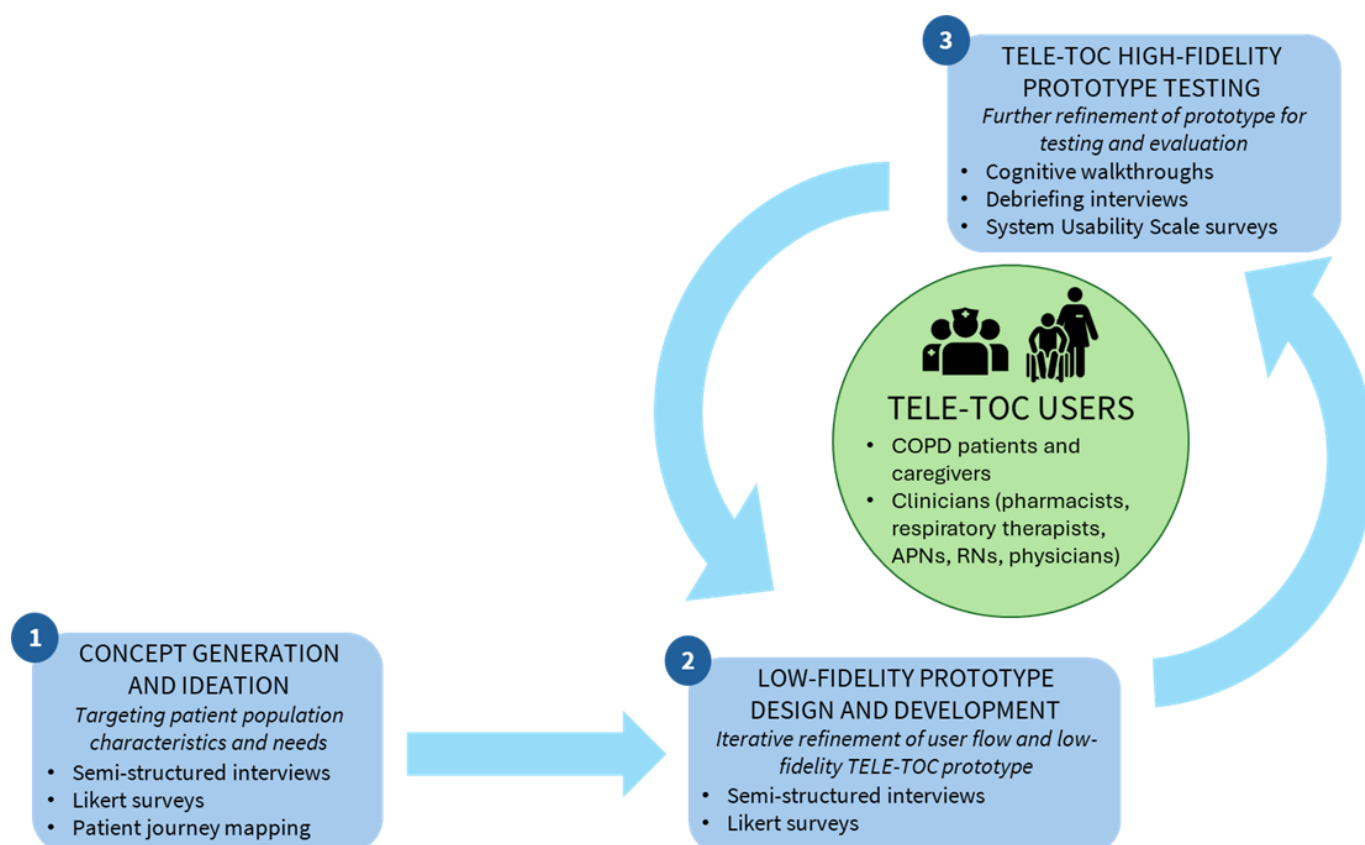 1
CONCEPT GENERATION
AND IDEATION
Targeting patient population
characteristics and needs
• Semi-structured interviews
• Likert surveys
• Patient journey mapping
2
LOW-FIDELITY PROTOTYPE
DESIGN AND DEVELOPMENT
Iterative refinement of user flow and low-
fidelity TELE-TOC prototype
• Semi-structured interviews
• Likert surveys
3
TELE-TOC HIGH-FIDELITY
PROTOTYPE TESTING
Further refinement of prototype for
testing and evaluation
• Cognitive walkthroughs
• Debriefing interviews
• System Usability Scale surveys
TELE-TOC USERS
• COPD patients and
caregivers
• Clinicians (pharmacists,
respiratory therapists,
APNs, RNs, physicians)